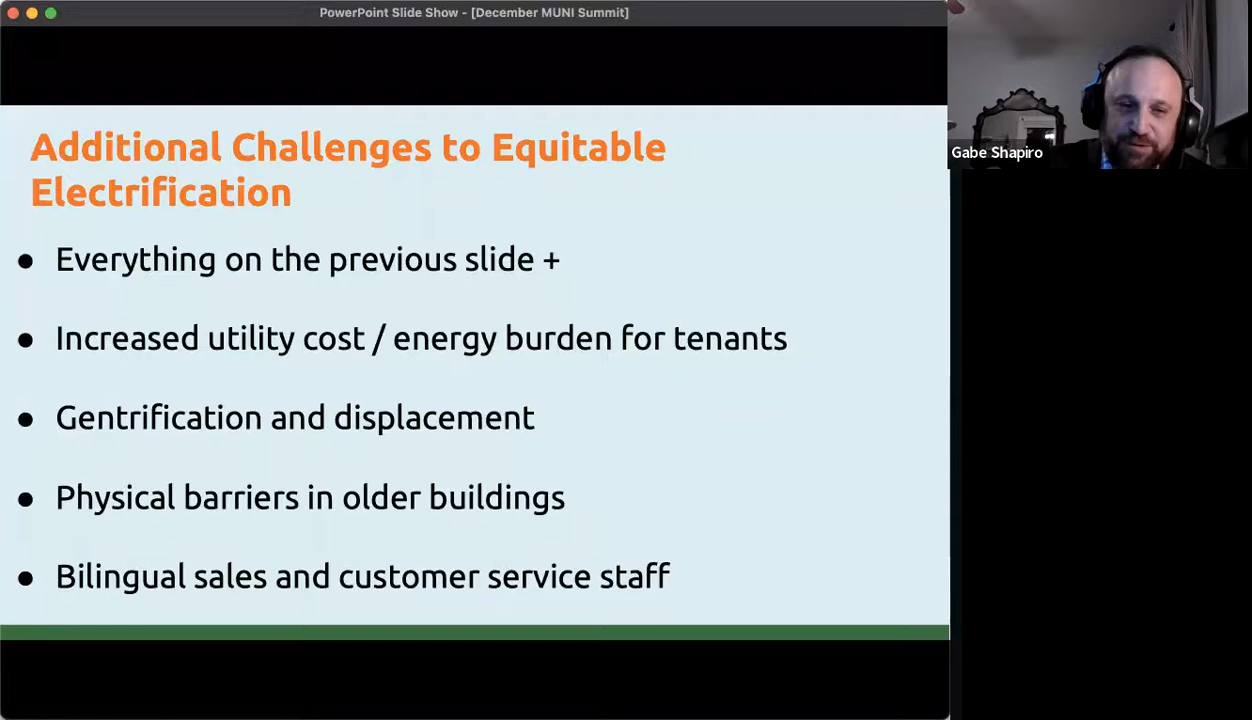 PowerPoint Slide Show - [December MUNI Summit]
Additional Challenges to Equitable
Electrification
● Everything on the previous slide +
● Increased utility cost / energy burden for tenants
● Gentrification and displacement
● Physical barriers in older buildings
● Bilingual sales and customer service staff
Gabe Shapiro